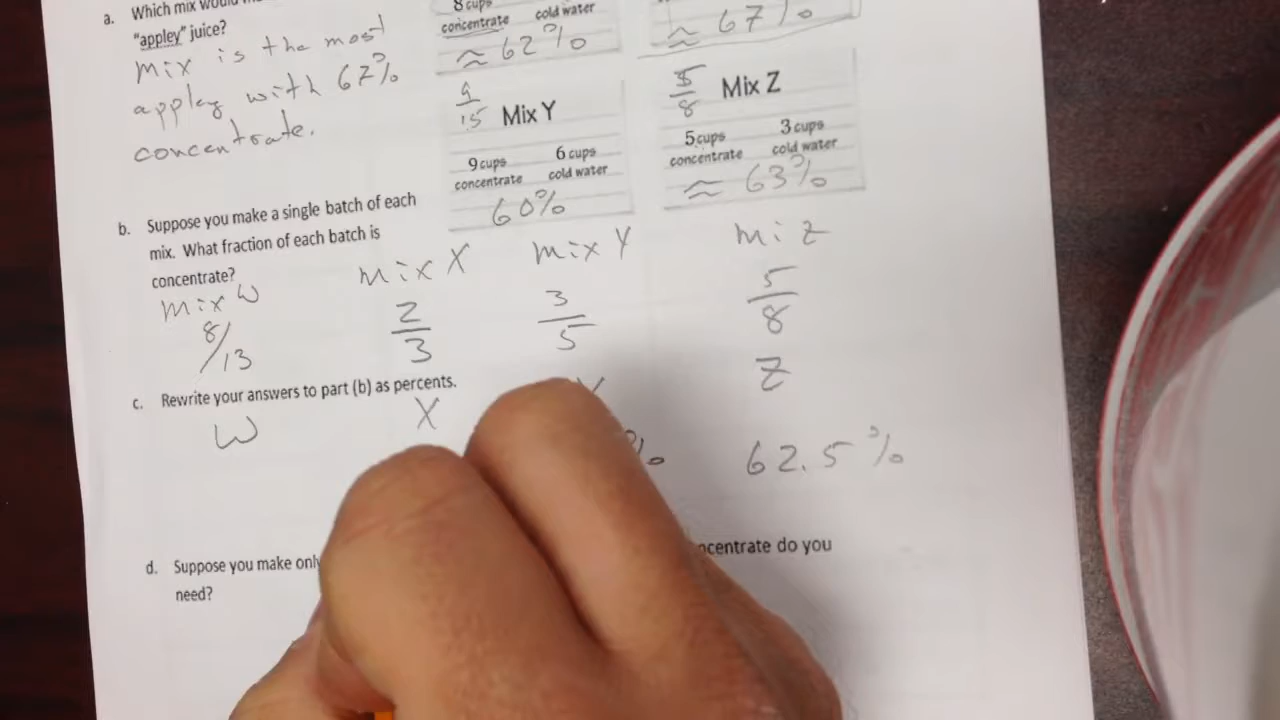 a. Which mix would
"appley" juice?
mix is the most
appley with 67%
concentrate.
8 cups
concentrate cold water
≈ 62%
≈ 67%
9/15 Mix Y
9 cups 6 cups
concentrate cold water
60%
5/8 Mix Z
5 cups 3 cups
concentrate cold water
≈ 63%
b. Suppose you make a single batch of each
mix. What fraction of each batch is
concentrate?
mix W mix X mix Y mi Z
8/13 2/3 3/5 5/8
c. Rewrite your answers to part (b) as percents.
W X Y Z
% 62.5%
d. Suppose you make only
ncentrate do you
need?